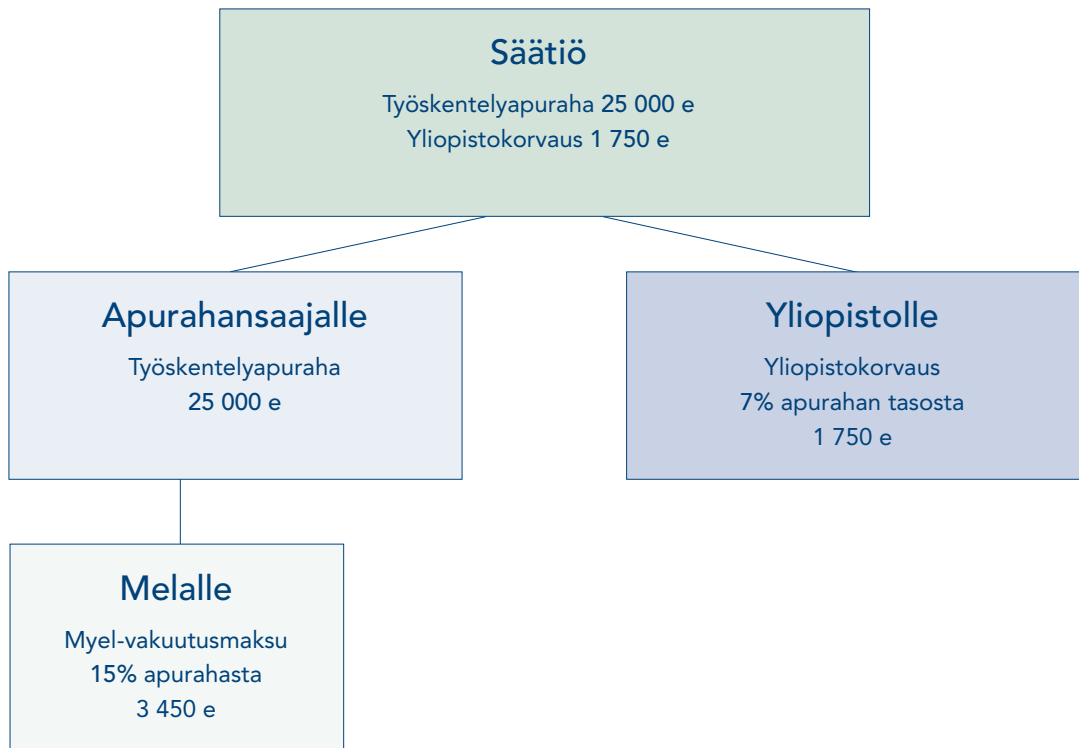 Säätiö
Työskentelyapuraha 25 000 e
Yliopistokorvaus 1 750 e
Apurahansaajalle
Työskentelyapuraha
25 000 e
Yliopistolle
Yliopistokorvaus
7% apurahan tasosta
1 750 e
Melalle
Myel-vakuutusmaksu
15% apurahasta
3 450 e